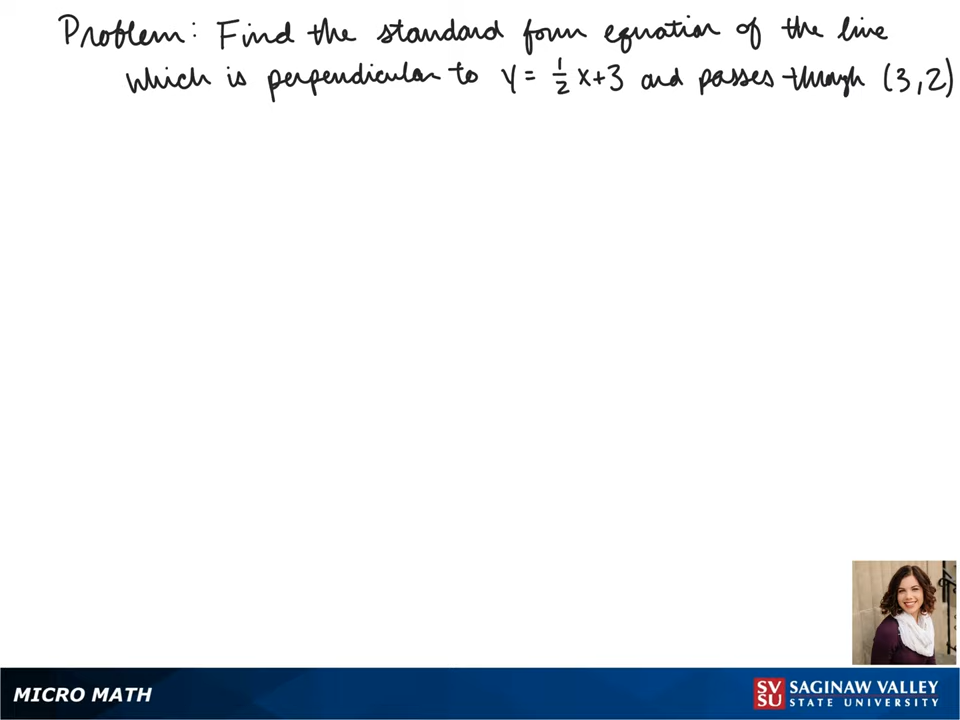 Problem: Find the standard form equation of the line
which is perpendicular to y = 1/2 x + 3 and passes through (3, 2)
MICRO MATH
SV SU SAGINAW VALLEY
STATE UNIVERSITY